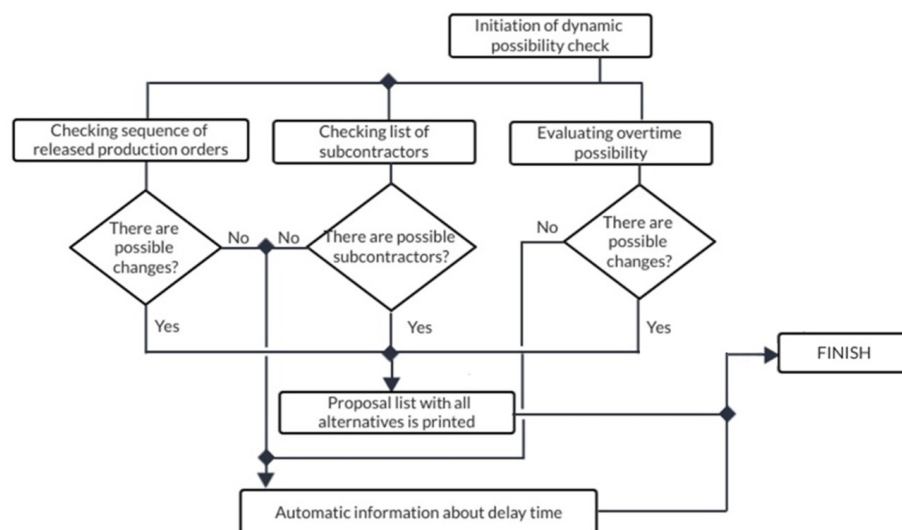 Initiation of dynamic
possibility check
Checking sequence of
released production orders
Checking list of
subcontractors
Evaluating overtime
possibility
There are
possible
changes?
No
No
There are possible
subcontractors?
No
There are
possible
changes?
Yes
Yes
Yes
FINISH
Proposal list with all
alternatives is printed
Automatic information about delay time